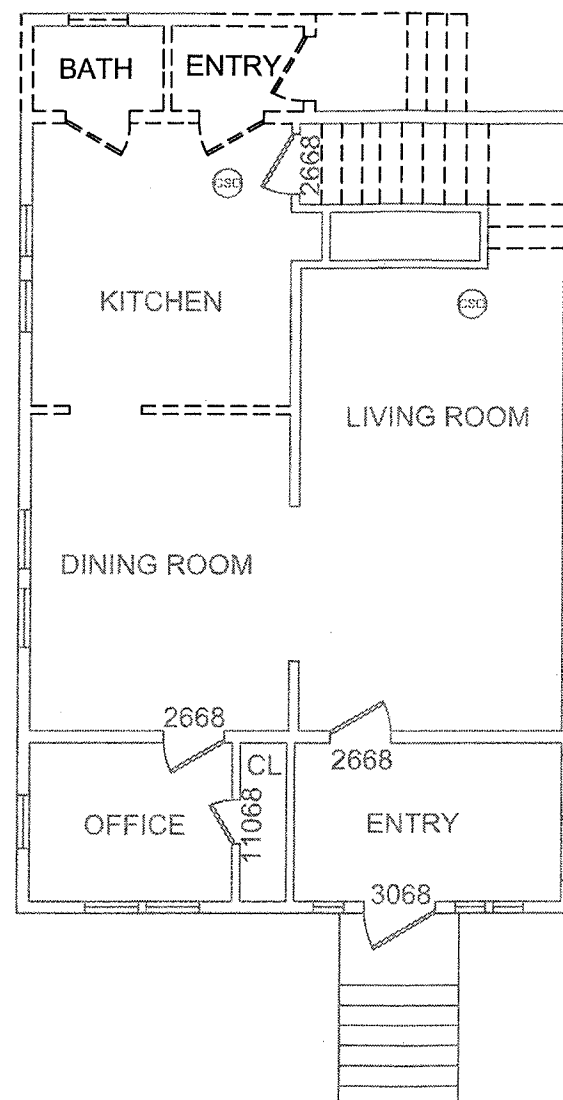 BATH
ENTRY
2668
CSD
KITCHEN
CSD
LIVING ROOM
DINING ROOM
2668
CL
2668
OFFICE
11068
ENTRY
3068